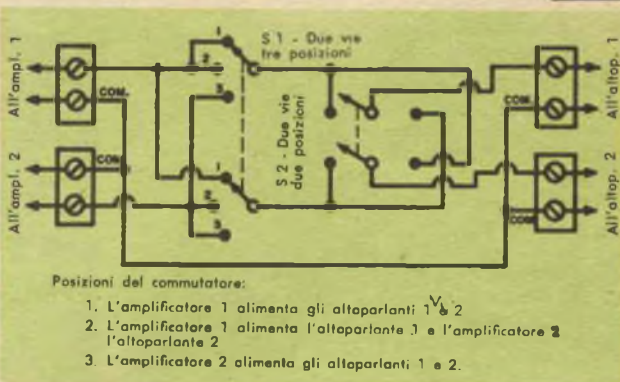 All'ampl. 1
COM.
All'ampl. 2
COM
1
2
3
S 1 - Due vie
tre posizioni
1
2
3
S 2 - Due vie
due posizioni
All'altop. 1
COM.
All'altop. 2
COM
Posizioni del commutatore:
1. L'amplificatore 1 alimenta gli altoparlanti 1 2
2. L'amplificatore 1 alimenta l'altoparlante 1 e l'amplificatore 2
l'altoparlante 2
3. L'amplificatore 2 alimenta gli altoparlanti 1 e 2.